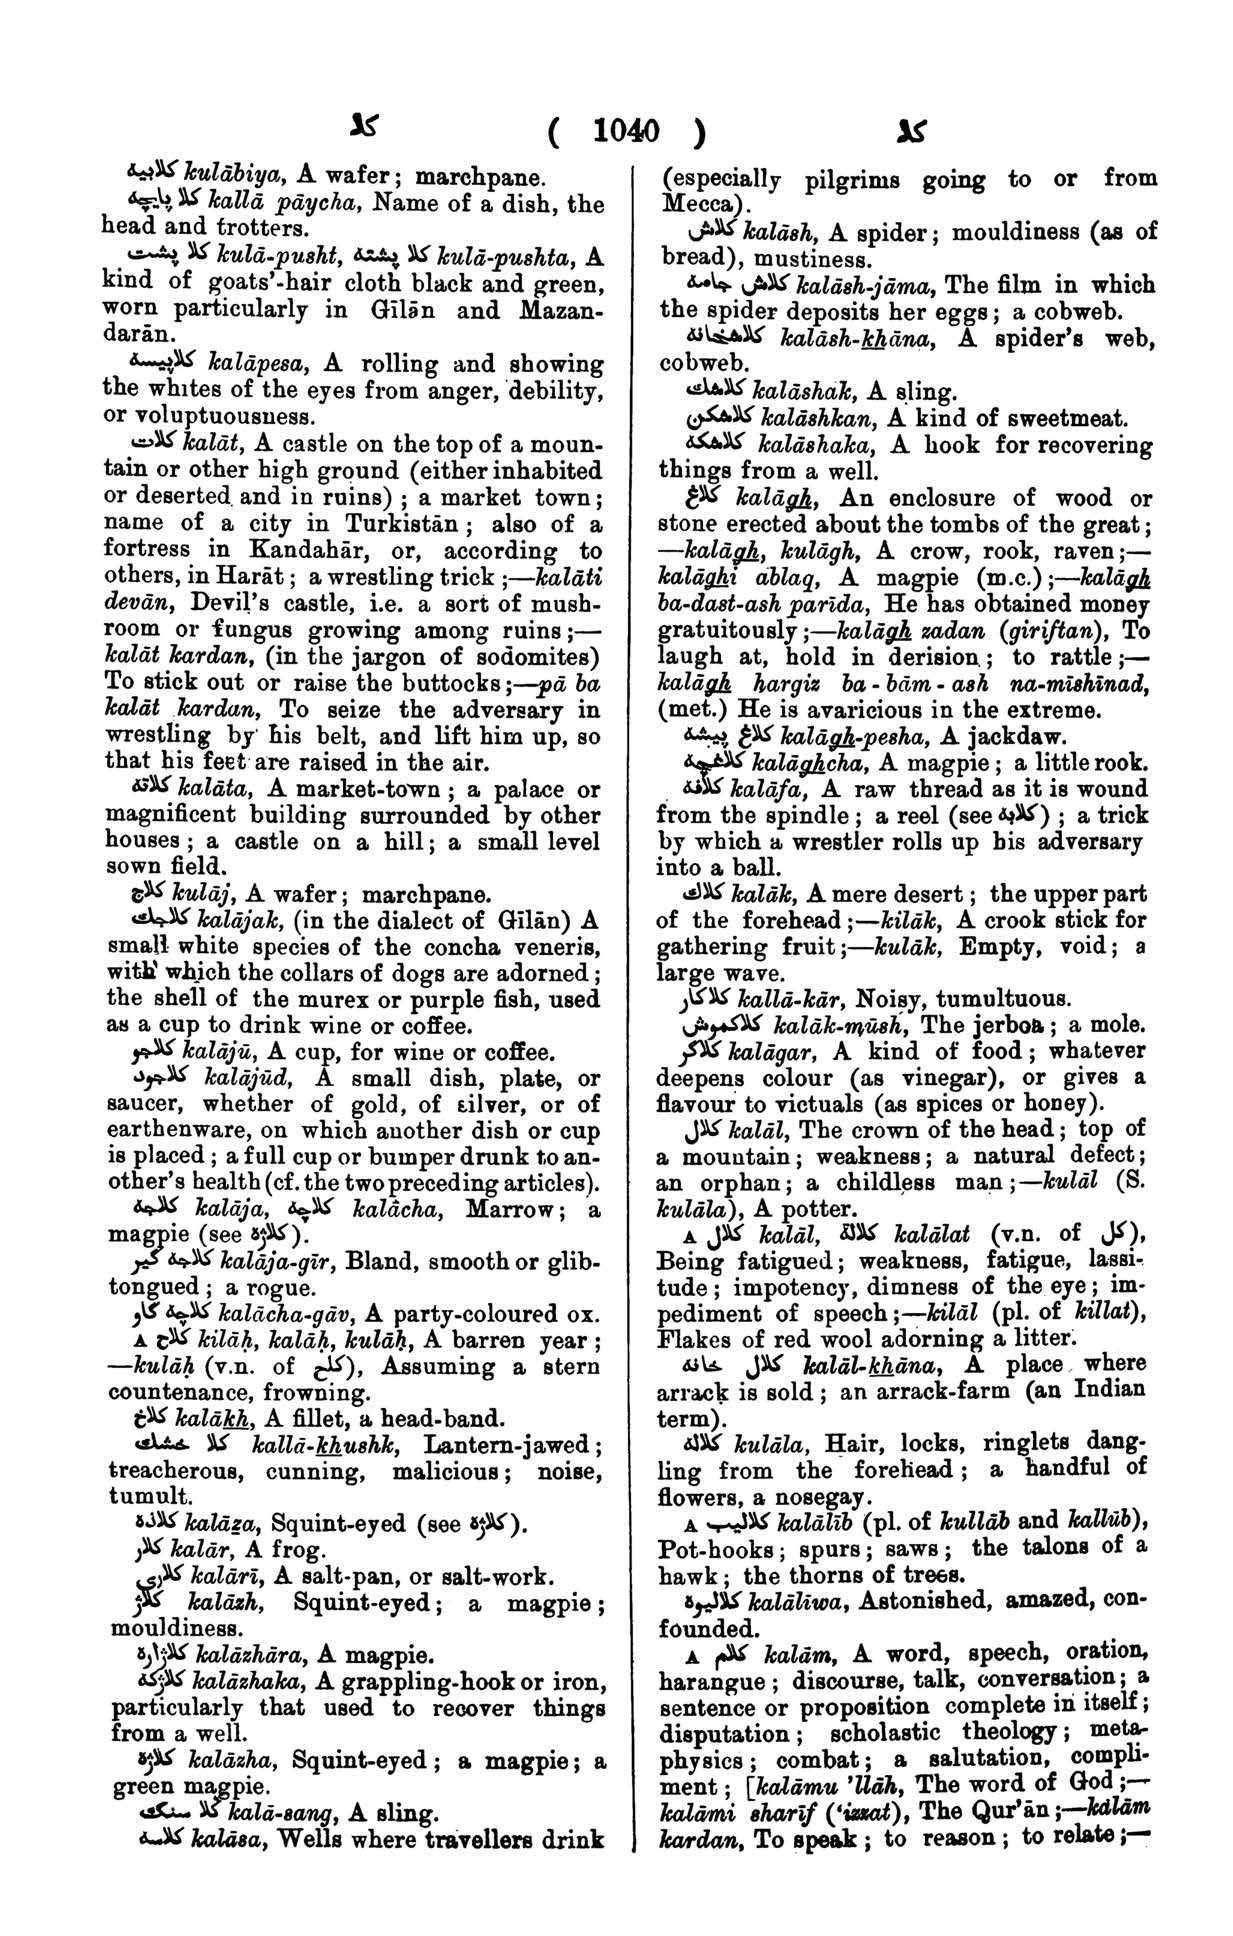 کلا ( 1040 ) کلا
کلابیه kulābiya, A wafer; marchpane.
کلا پایچه kallā pāycha, Name of a dish, the
head and trotters.
کلا پشت kulā-pusht, کلا پشته kulā-pushta, A
kind of goats'-hair cloth black and green,
worn particularly in Gīlān and Mazan-
darān.
کلاپیسه kalāpesa, A rolling and showing
the whites of the eyes from anger, debility,
or voluptuousness.
کلات kalāt, A castle on the top of a moun-
tain or other high ground (either inhabited
or deserted and in ruins); a market town;
name of a city in Turkistān; also of a
fortress in Kandahār, or, according to
others, in Harāt; a wrestling trick;—kalāti
devān, Devil's castle, i.e. a sort of mush-
room or fungus growing among ruins;—
kalāt kardan, (in the jargon of sodomites)
To stick out or raise the buttocks;—pā ba
kalāt kardan, To seize the adversary in
wrestling by his belt, and lift him up, so
that his feet are raised in the air.
کلاته kalāta, A market-town; a palace or
magnificent building surrounded by other
houses; a castle on a hill; a small level
sown field.
کلاج kulāj, A wafer; marchpane.
کلاجك kalājak, (in the dialect of Gīlān) A
small white species of the concha veneris,
with which the collars of dogs are adorned;
the shell of the murex or purple fish, used
as a cup to drink wine or coffee.
کلاجو kalājū, A cup, for wine or coffee.
کلاجود kalājūd, A small dish, plate, or
saucer, whether of gold, of silver, or of
earthenware, on which another dish or cup
is placed; a full cup or bumper drunk to an-
other's health (cf. the two preceding articles).
کلاجه kalāja, کلاچه kalācha, Marrow; a
magpie (see کلاژه).
کلاجه گیر kalāja-gīr, Bland, smooth or glib-
tongued; a rogue.
کلاچه گاو kalācha-gāv, A party-coloured ox.
A کلاح kilāḥ, kalāḥ, kulāḥ, A barren year;
—kulāḥ (v.n. of کلح), Assuming a stern
countenance, frowning.
کلاخ kalākh, A fillet, a head-band.
کلا خشك kallā-khushk, Lantern-jawed;
treacherous, cunning, malicious; noise,
tumult.
کلاذه kalāẕa, Squint-eyed (see کلاژه).
کلار kalār, A frog.
کلاری kalārī, A salt-pan, or salt-work.
کلاژ kalāzh, Squint-eyed; a magpie;
mouldiness.
کلاژاره kalāzhāra, A magpie.
کلاژکه kalāzhaka, A grappling-hook or iron,
particularly that used to recover things
from a well.
کلاژه kalāzha, Squint-eyed; a magpie; a
green magpie.
کلا سنگ kalā-sang, A sling.
کلاسه kalāsa, Wells where travellers drink
(especially pilgrims going to or from
Mecca).
کلاش kalāsh, A spider; mouldiness (as of
bread), mustiness.
کلاش جامه kalāsh-jāma, The film in which
the spider deposits her eggs; a cobweb.
کلاشخانه kalāsh-khāna, A spider's web,
cobweb.
کلاشك kalāshak, A sling.
کلاشکن kalāshkan, A kind of sweetmeat.
کلاشکه kalāshaka, A hook for recovering
things from a well.
کلاغ kalāgh, An enclosure of wood or
stone erected about the tombs of the great;
—kalāgh, kulāgh, A crow, rook, raven;—
kalāghi ablaq, A magpie (m.c.);—kalāgh
ba-dast-ash parīda, He has obtained money
gratuitously;—kalāgh zadan (giriftan), To
laugh at, hold in derision; to rattle;—
kalāgh hargiz ba-bām-ash na-mīshīnad,
(met.) He is avaricious in the extreme.
کلاغ پیشه kalāgh-pesha, A jackdaw.
کلاغچه kalāghcha, A magpie; a little rook.
کلافه kalāfa, A raw thread as it is wound
from the spindle; a reel (see کلابه); a trick
by which a wrestler rolls up his adversary
into a ball.
کلاك kalāk, A mere desert; the upper part
of the forehead;—kilāk, A crook stick for
gathering fruit;—kulāk, Empty, void; a
large wave.
کلاکار kallā-kār, Noisy, tumultuous.
کلاکموش kalāk-mūsh, The jerboa; a mole.
کلاگر kalāgar, A kind of food; whatever
deepens colour (as vinegar), or gives a
flavour to victuals (as spices or honey).
کلال kalāl, The crown of the head; top of
a mountain; weakness; a natural defect;
an orphan; a childless man;—kulāl (S.
kulāla), A potter.
A کلال kalāl, کلالة kalālat (v.n. of کل),
Being fatigued; weakness, fatigue, lassi-
tude; impotency, dimness of the eye; im-
pediment of speech;—kilāl (pl. of killat),
Flakes of red wool adorning a litter.
کلال خانه kalāl-khāna, A place where
arrack is sold; an arrack-farm (an Indian
term).
کلاله kulāla, Hair, locks, ringlets dang-
ling from the forehead; a handful of
flowers, a nosegay.
A کلالیب kalālīb (pl. of kullāb and kallūb),
Pot-hooks; spurs; saws; the talons of a
hawk; the thorns of trees.
کلالیوه kalālīwa, Astonished, amazed, con-
founded.
A کلام kalām, A word, speech, oration,
harangue; discourse, talk, conversation; a
sentence or proposition complete in itself;
disputation; scholastic theology; meta-
physics; combat; a salutation, compli-
ment; [kalāmu 'llāh, The word of God;—
kalāmi sharīf (‘izzat), The Qur'ān;—kalām
kardan, To speak; to reason; to relate;—